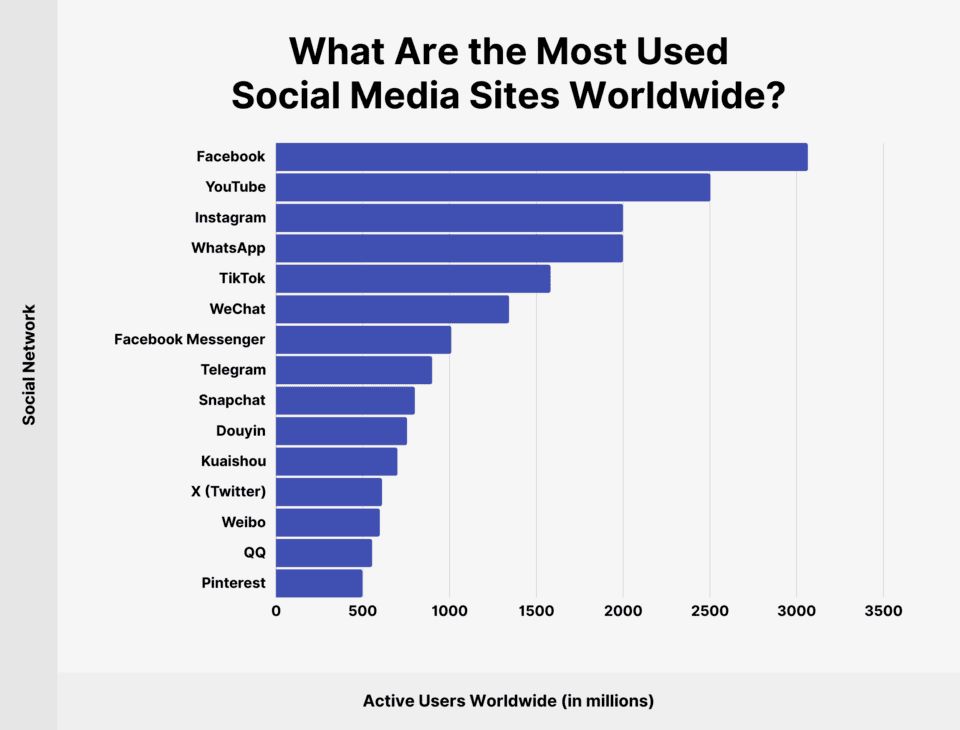 What Are the Most Used
Social Media Sites Worldwide?
Social Network
Facebook
YouTube
Instagram
WhatsApp
TikTok
WeChat
Facebook Messenger
Telegram
Snapchat
Douyin
Kuaishou
X (Twitter)
Weibo
QQ
Pinterest
0 500 1000 1500 2000 2500 3000 3500
Active Users Worldwide (in millions)